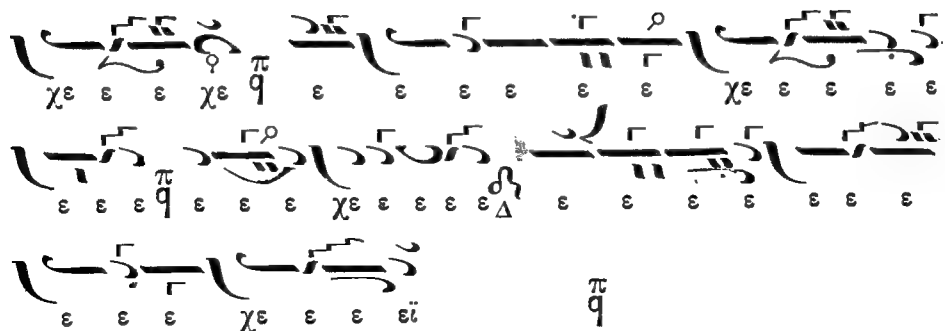 χε ε ε χε π q ε ε ε ε ε ε χε ε ε ε ε
ε ε ε π q ε ε ε χε ε ε ε ε Δ ε ε ε ε ε ε ε
ε ε ε χε ε ε εϊ π q